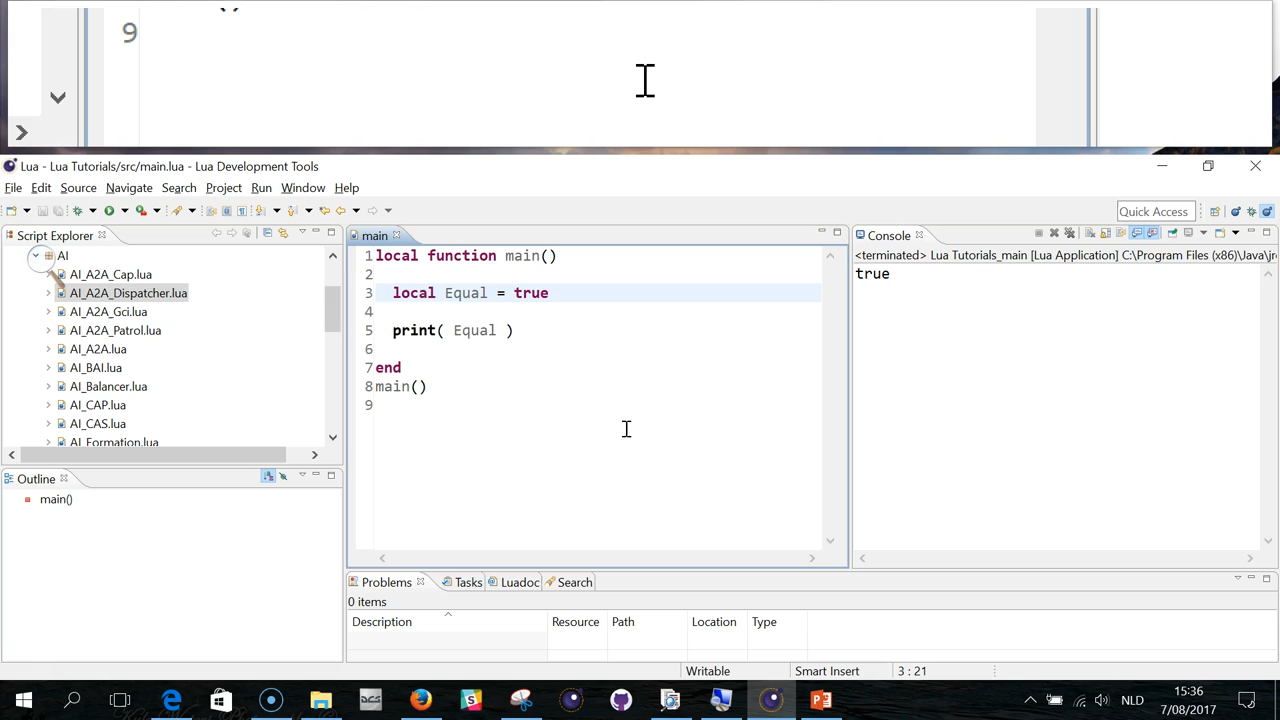 9
Lua - Lua Tutorials/src/main.lua - Lua Development Tools
File Edit Source Navigate Search Project Run Window Help
Quick Access
Script Explorer
AI
AI_A2A_Cap.lua
AI_A2A_Dispatcher.lua
AI_A2A_Gci.lua
AI_A2A_Patrol.lua
AI_A2A.lua
AI_BAI.lua
AI_Balancer.lua
AI_CAP.lua
AI_CAS.lua
AI_Formation.lua
Outline
main()
main
1 local function main()
2
3 local Equal = true
4
5 print( Equal )
6
7 end
8 main()
9
Console
<terminated> Lua Tutorials_main [Lua Application] C:\Program Files (x86)\Java\jr
true
Problems Tasks Luadoc Search
0 items
Description Resource Path Location Type
Writable Smart Insert 3 : 21
DCS
NLD
15:36
7/08/2017